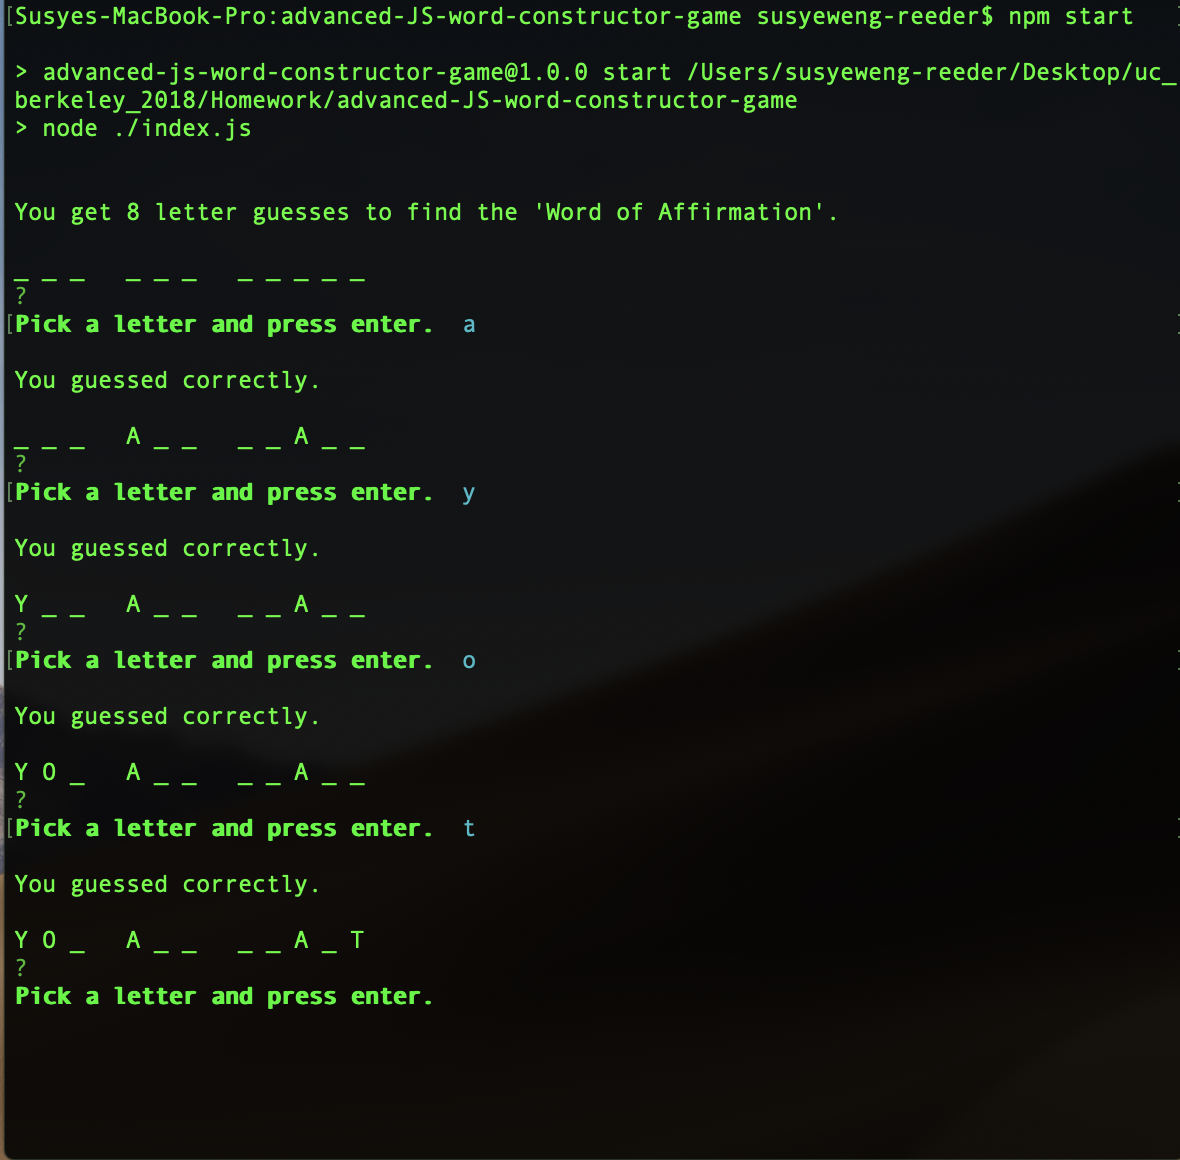 [Susyes-MacBook-Pro:advanced-JS-word-constructor-game susyeweng-reeder$ npm start
> advanced-js-word-constructor-game@1.0.0 start /Users/susyeweng-reeder/Desktop/uc_
berkeley_2018/Homework/advanced-JS-word-constructor-game
> node ./index.js
You get 8 letter guesses to find the 'Word of Affirmation'.
_ _ _   _ _ _   _ _ _ _ _
?
[Pick a letter and press enter.  a
You guessed correctly.
_ _ _   A _ _   _ _ A _ _
?
[Pick a letter and press enter.  y
You guessed correctly.
Y _ _   A _ _   _ _ A _ _
?
[Pick a letter and press enter.  o
You guessed correctly.
Y O _   A _ _   _ _ A _ _
?
[Pick a letter and press enter.  t
You guessed correctly.
Y O _   A _ _   _ _ A _ T
?
Pick a letter and press enter.